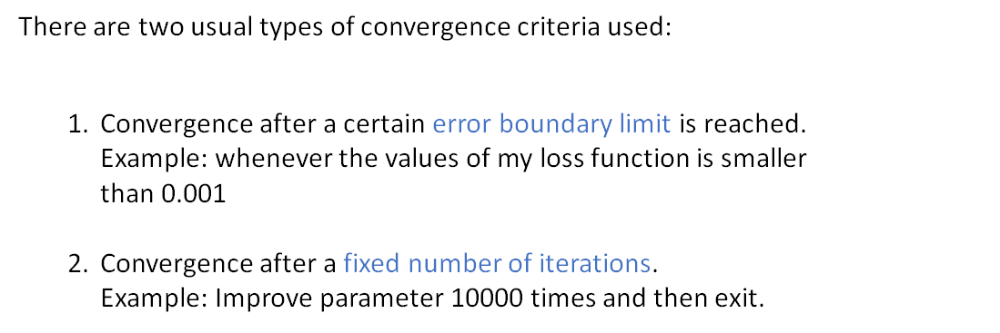 There are two usual types of convergence criteria used:
1. Convergence after a certain error boundary limit is reached.
Example: whenever the values of my loss function is smaller
than 0.001
2. Convergence after a fixed number of iterations.
Example: Improve parameter 10000 times and then exit.